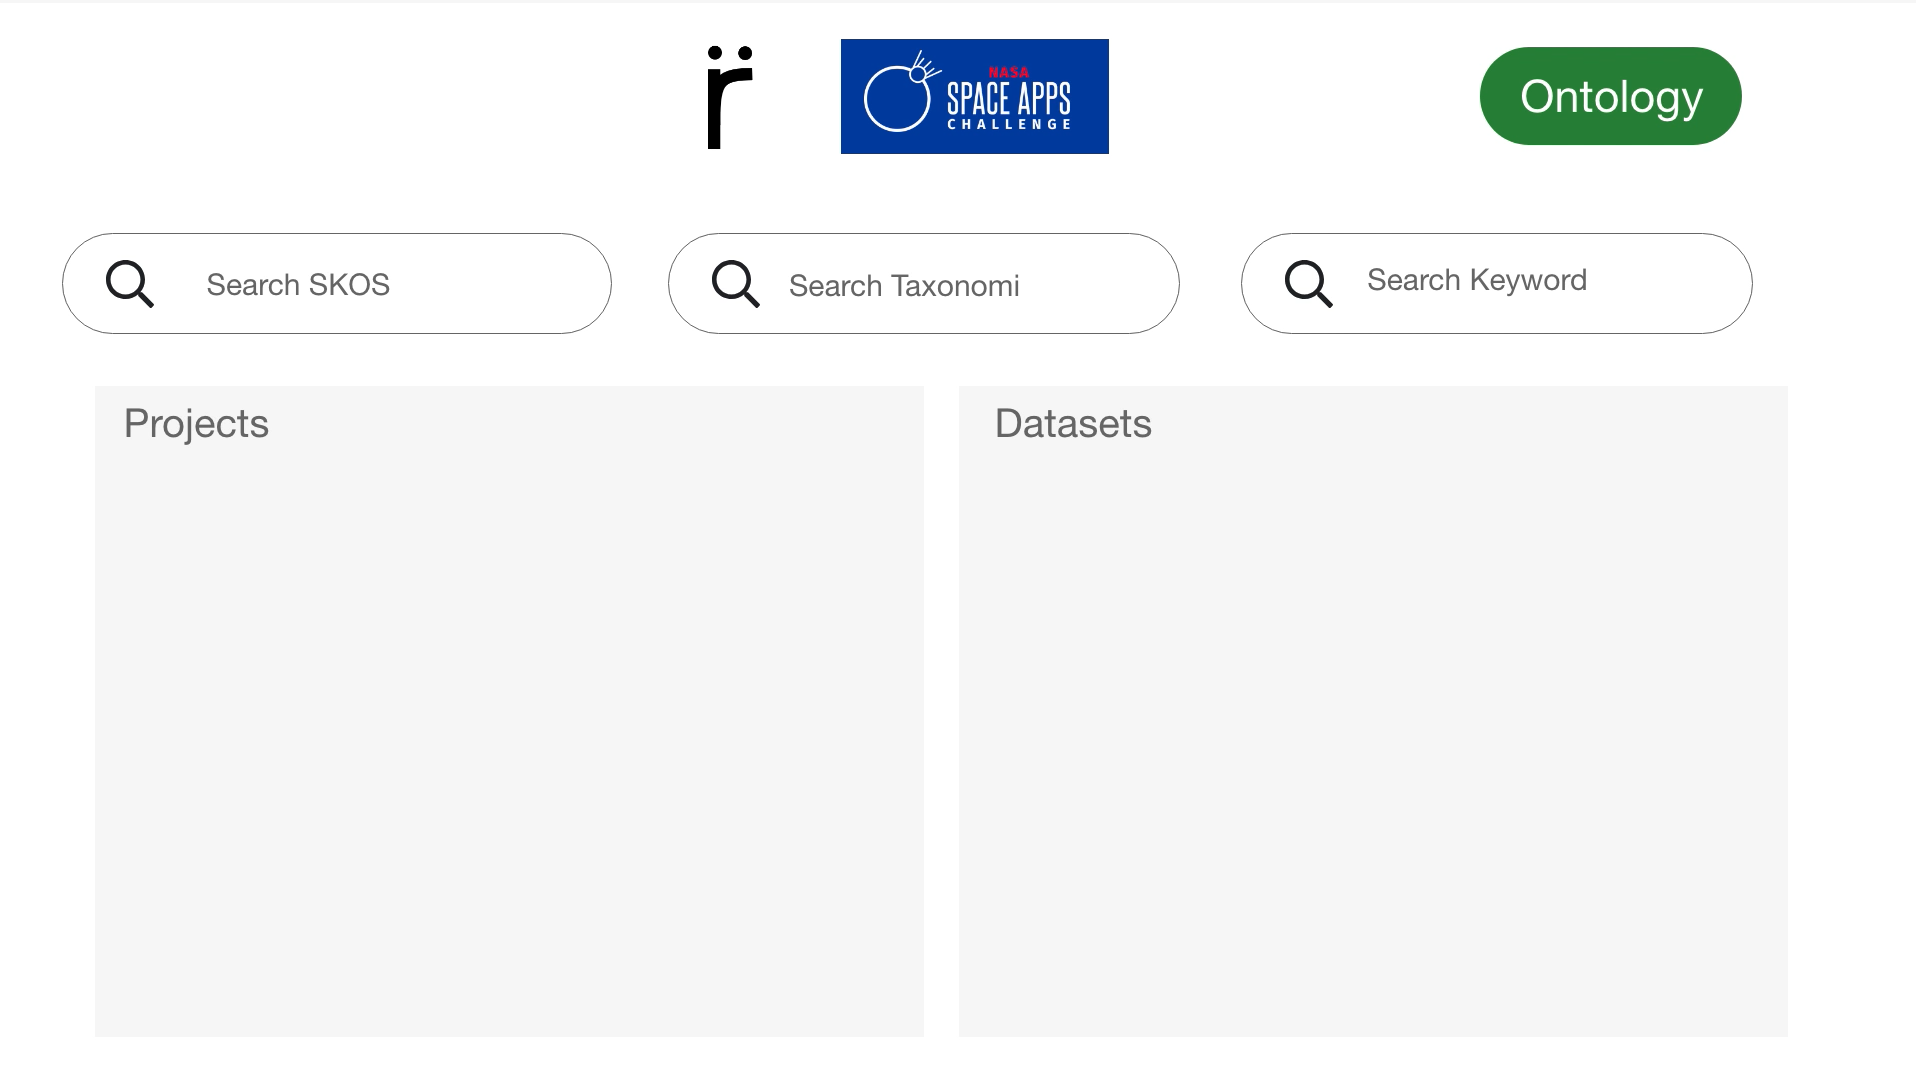 r̈
NASA
SPACE APPS
CHALLENGE
Ontology
Search SKOS
Search Taxonomi
Search Keyword
Projects
Datasets